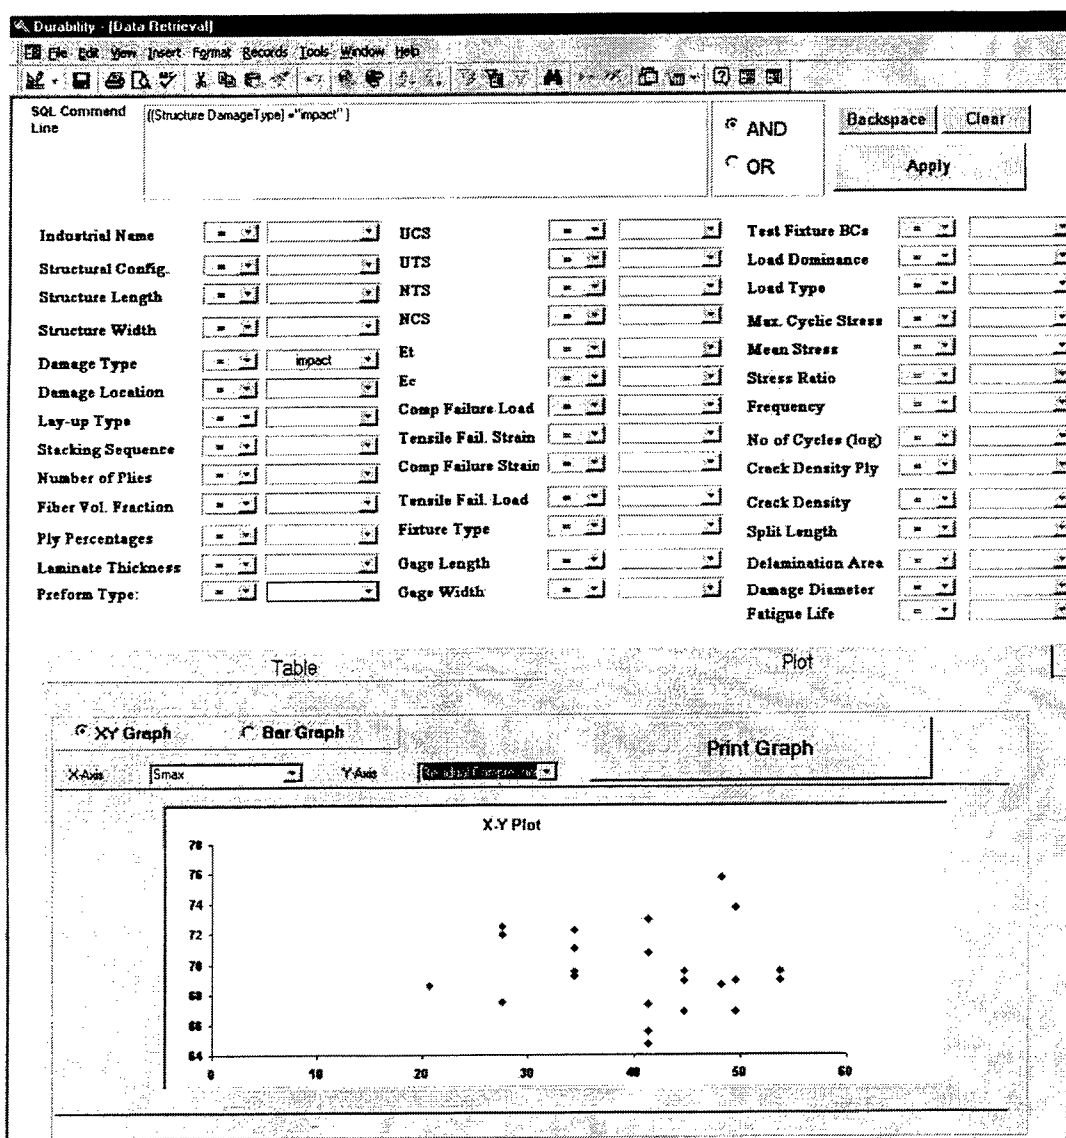 Durability - [Data Retrieval]
File Edit View Insert Format Records Tools Window Help
SQL Command Line
([Structure DamageType] ="impact" )
AND
OR
Backspace
Clear
Apply
Industrial Name =
Structural Config. =
Structure Length =
Structure Width =
Damage Type = impact
Damage Location =
Lay-up Type =
Stacking Sequence =
Number of Plies =
Fiber Vol. Fraction =
Ply Percentages =
Laminate Thickness =
Preform Type: =
UCS =
UTS =
NTS =
NCS =
Et =
Ec =
Comp Failure Load =
Tensile Fail. Strain =
Comp Failure Strain =
Tensile Fail. Load =
Fixture Type =
Gage Length =
Gage Width =
Test Fixture BCs =
Load Dominance =
Load Type =
Max. Cyclic Stress =
Mean Stress =
Stress Ratio =
Frequency =
No of Cycles (log) =
Crack Density Ply =
Crack Density =
Split Length =
Delamination Area =
Damage Diameter =
Fatigue Life =
Table
Plot
XY Graph
Bar Graph
Print Graph
X-Axis Smax
Y-Axis Residual
X-Y Plot
78
76
74
72
70
68
66
64
0 10 20 30 40 50 60